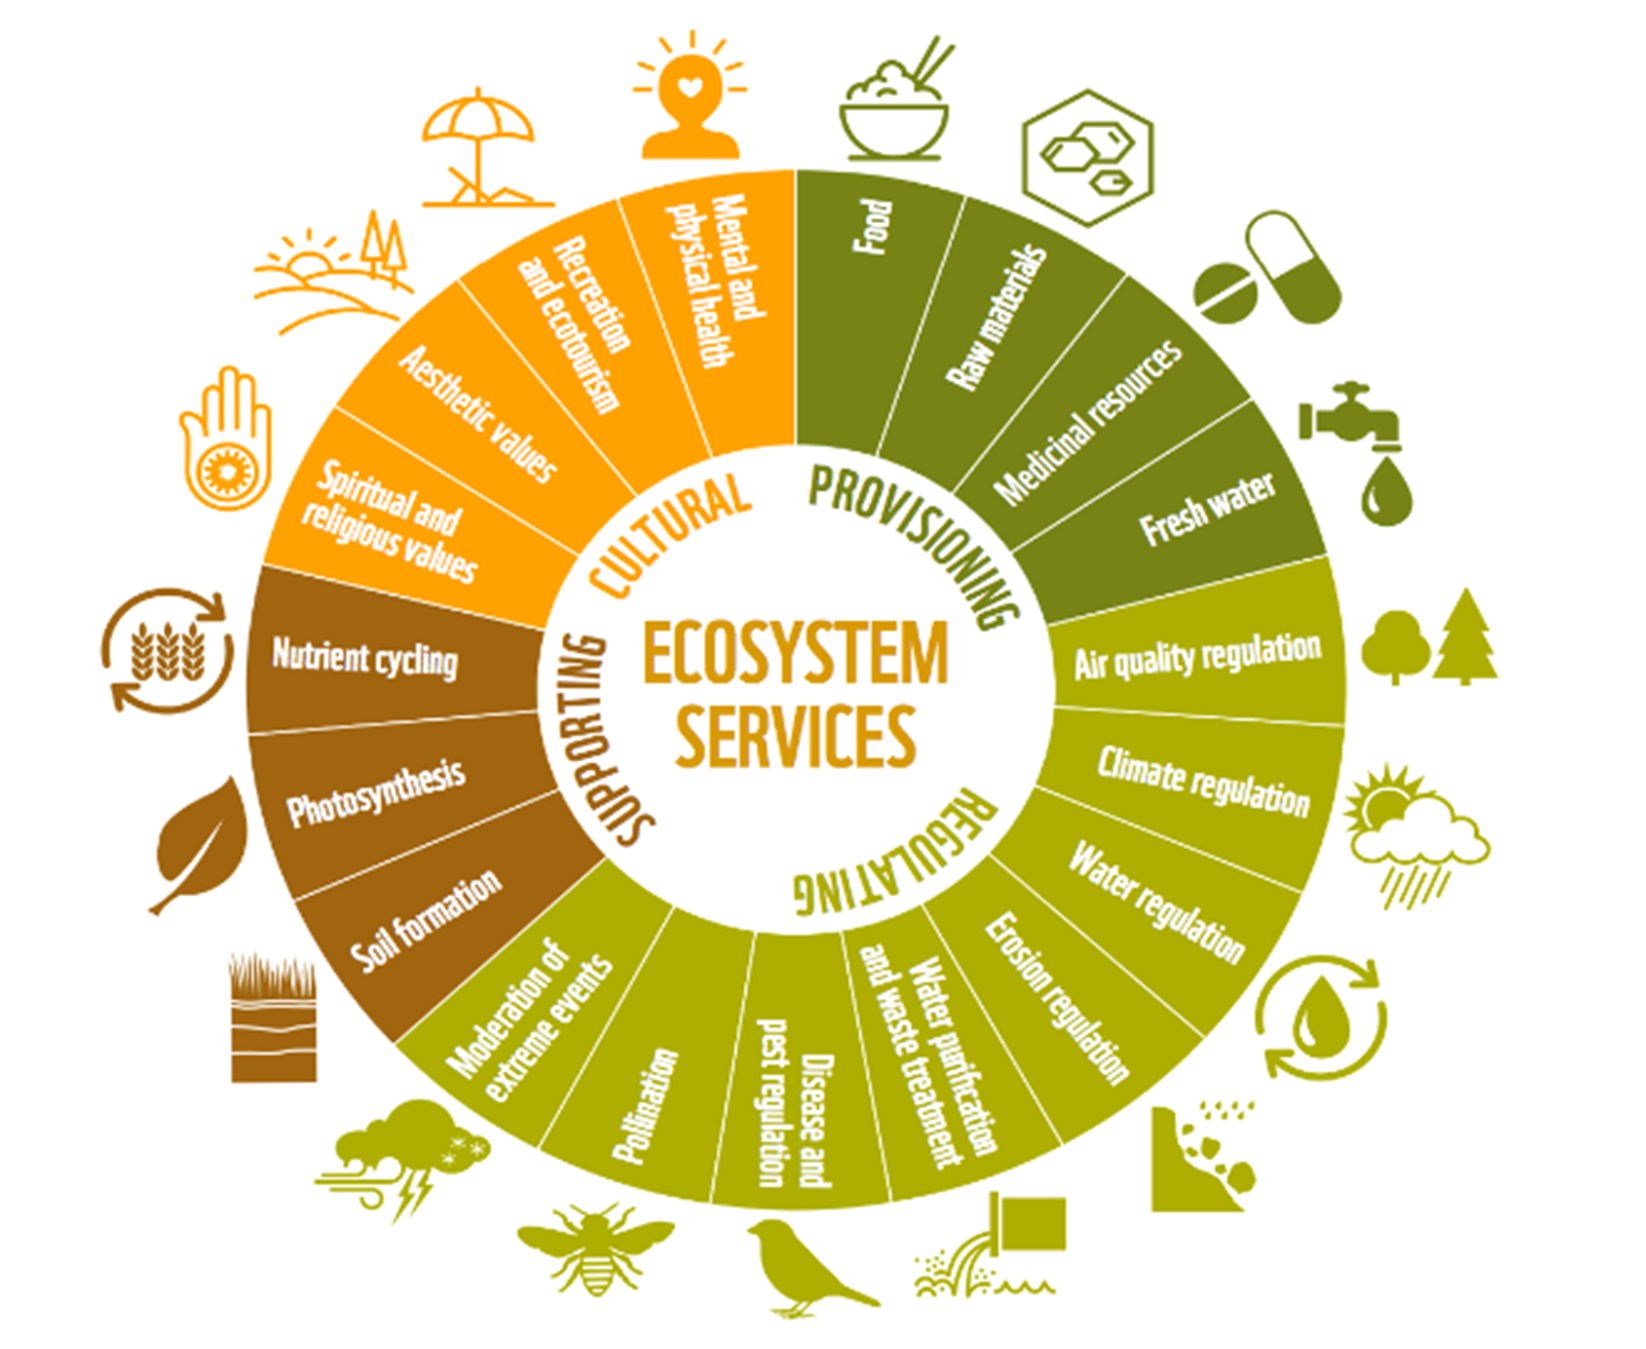 ECOSYSTEM
SERVICES
PROVISIONING
Food
Raw materials
Medicinal resources
Fresh water
REGULATING
Air quality regulation
Climate regulation
Water regulation
Erosion regulation
Water purification
and waste treatment
Disease and
pest regulation
Pollination
Moderation of
extreme events
SUPPORTING
Soil formation
Photosynthesis
Nutrient cycling
CULTURAL
Spiritual and
religious values
Aesthetic values
Recreation
and ecotourism
Mental and
physical health